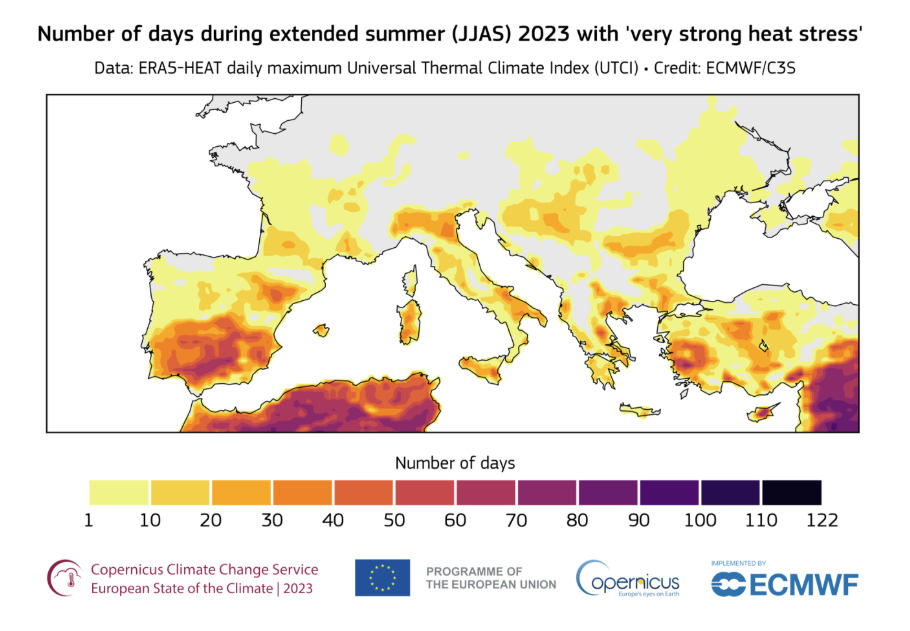 Number of days during extended summer (JJAS) 2023 with 'very strong heat stress'
Data: ERA5-HEAT daily maximum Universal Thermal Climate Index (UTCI) • Credit: ECMWF/C3S
Number of days
1 10 20 30 40 50 60 70 80 90 100 110 122
Copernicus Climate Change Service
European State of the Climate | 2023
PROGRAMME OF
THE EUROPEAN UNION
Copernicus
Europe's eyes on Earth
IMPLEMENTED BY
ECMWF